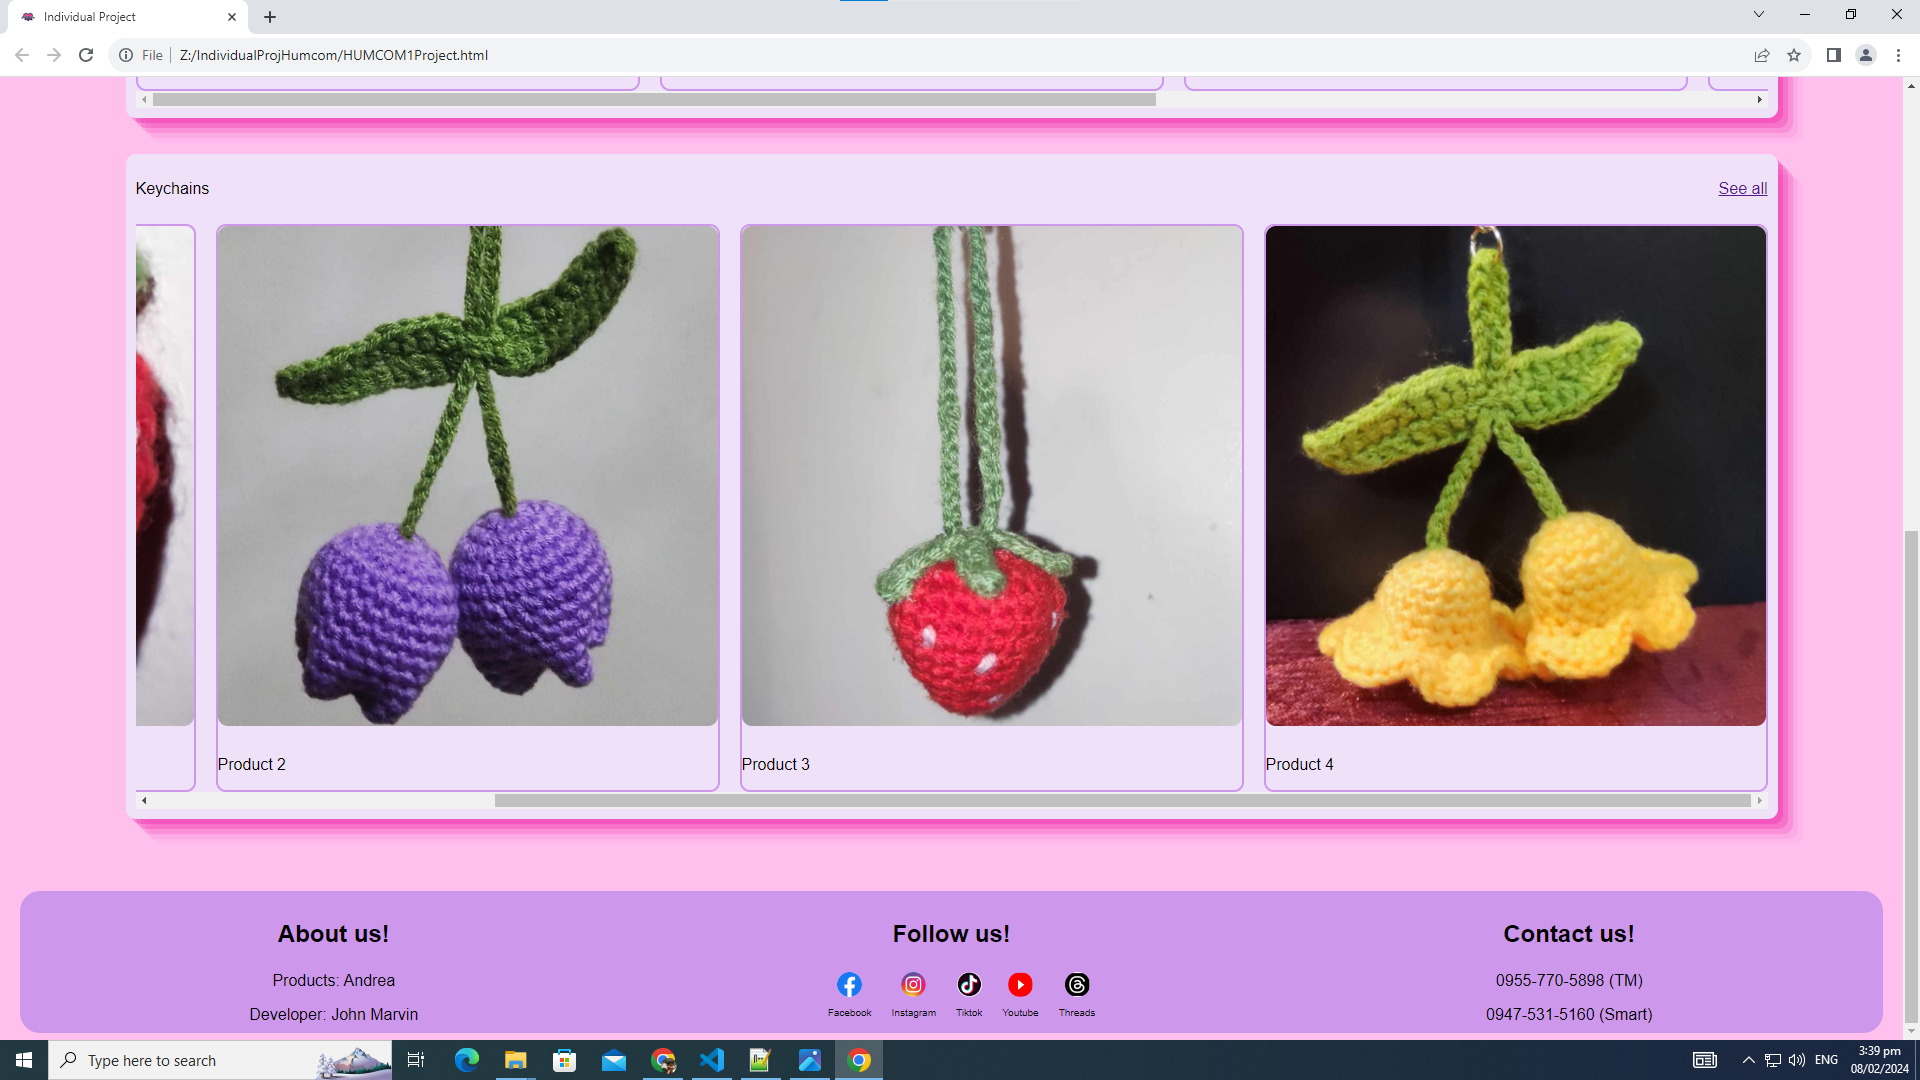 Individual Project
File
Z:/IndividualProjHumcom/HUMCOM1Project.html
Keychains
See all
Product 2
Product 3
Product 4
About us!
Products: Andrea
Developer: John Marvin
Follow us!
Facebook
Instagram
Tiktok
Youtube
Threads
Contact us!
0955-770-5898 (TM)
0947-531-5160 (Smart)
Type here to search
ENG
3:39 pm
08/02/2024